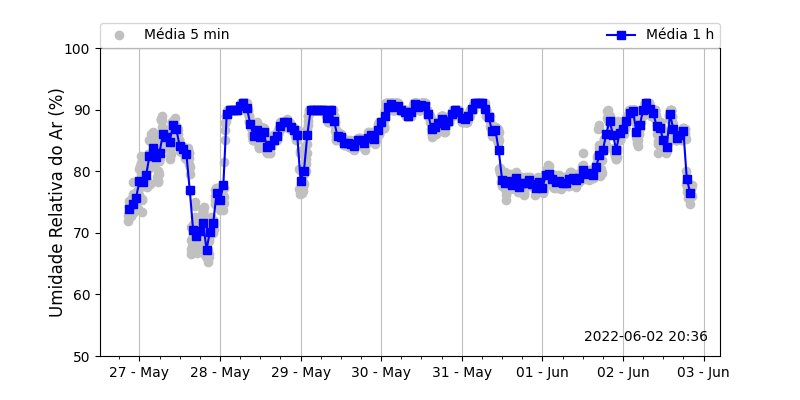 Média 5 min
Média 1 h
Umidade Relativa do Ar (%)
100
90
80
70
60
50
2022-06-02 20:36
27 - May
28 - May
29 - May
30 - May
31 - May
01 - Jun
02 - Jun
03 - Jun